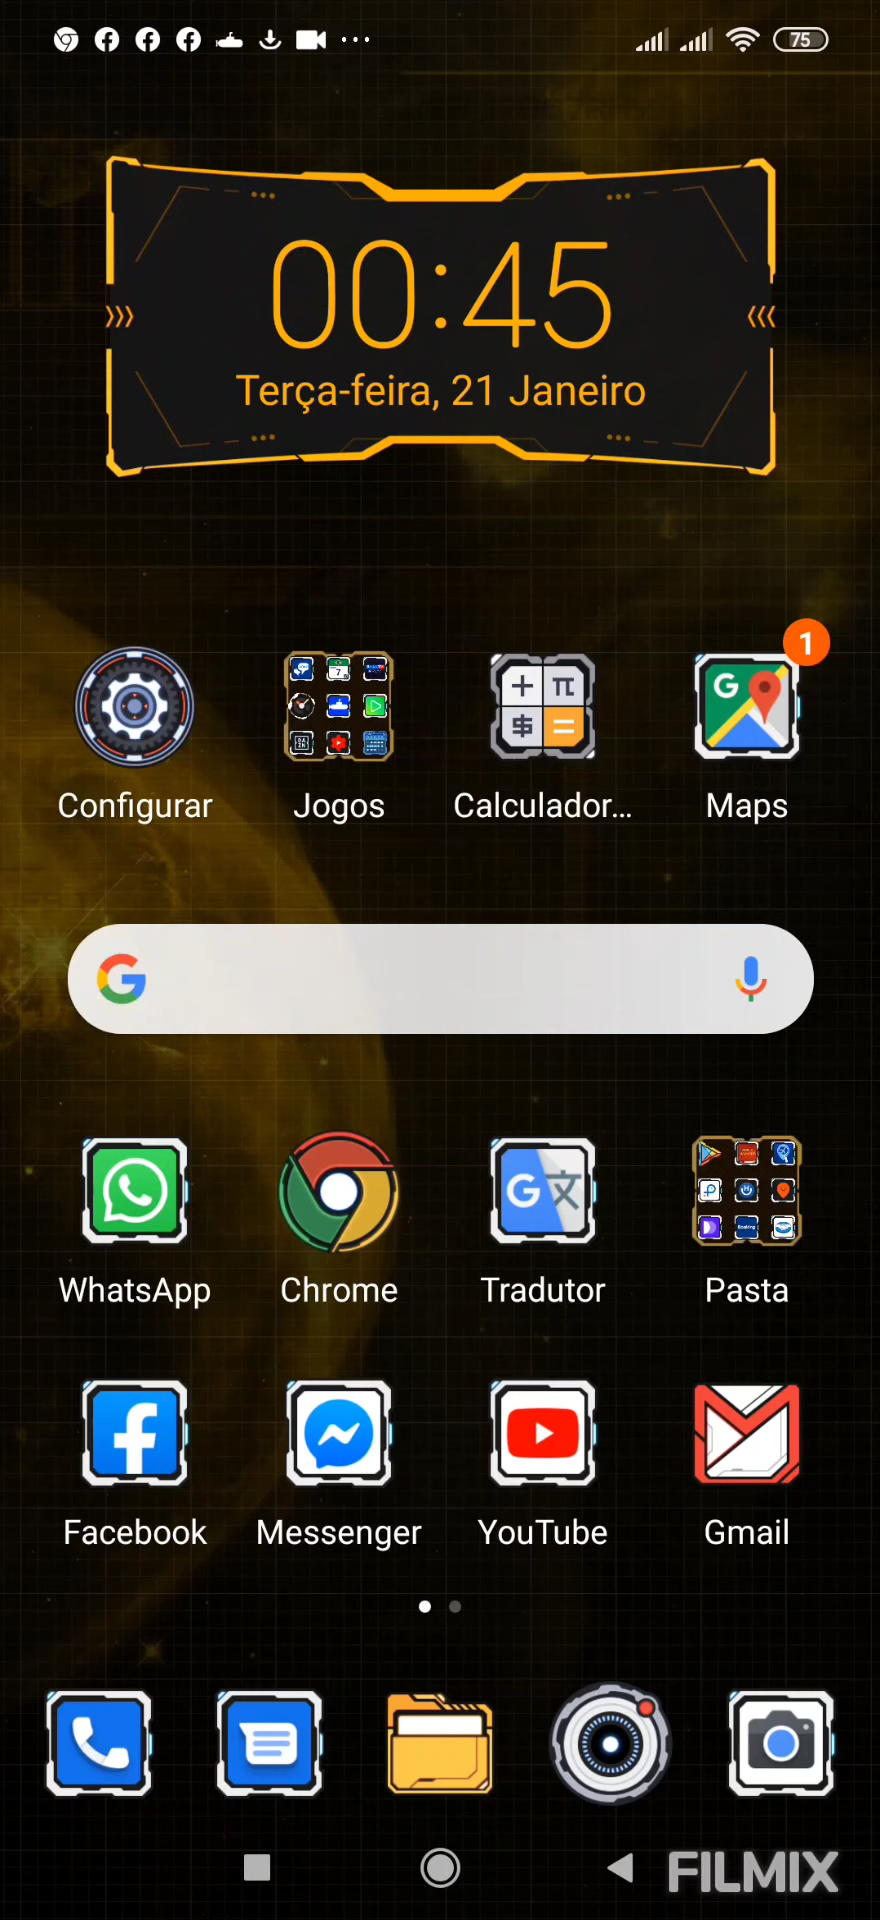 75
00:45
Terça-feira, 21 Janeiro
1
7
Configurar
Jogos
Calculador...
Maps
WhatsApp
Chrome
Tradutor
Pasta
Facebook
Messenger
YouTube
Gmail
FILMIX